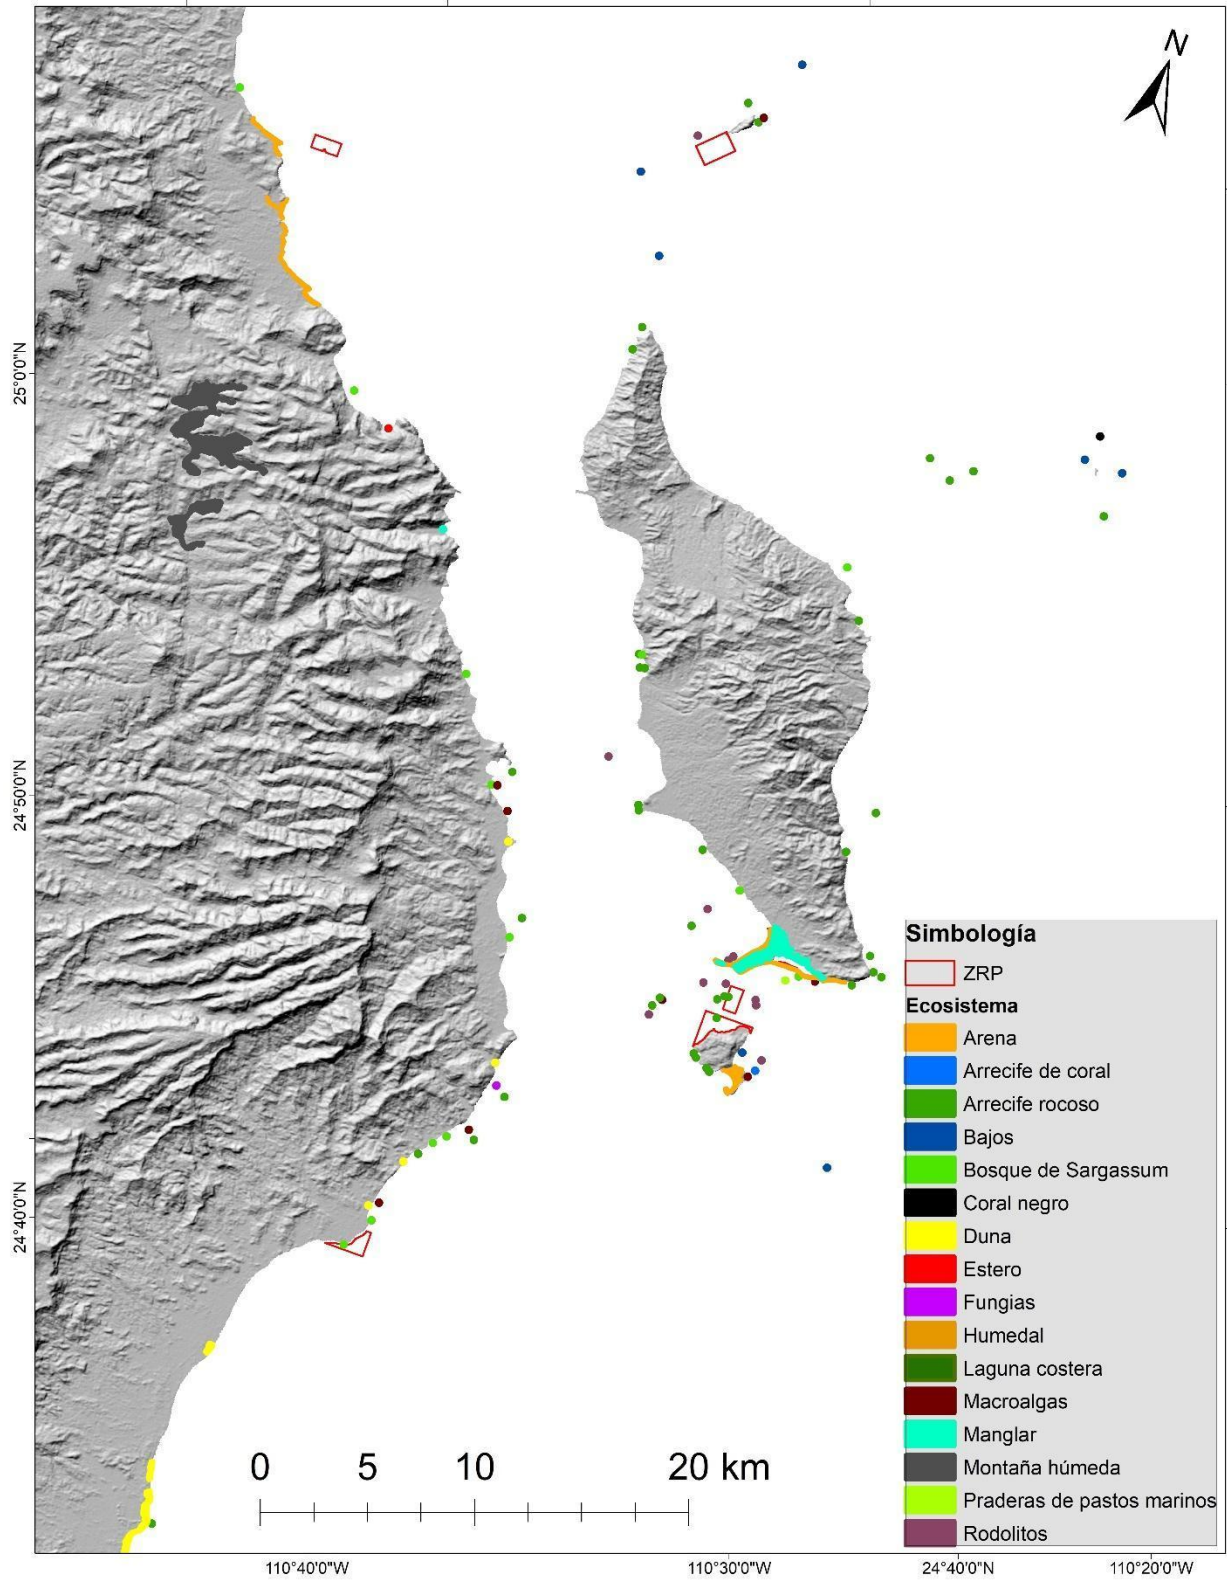 N
25°0'0"N
24°50'0"N
24°40'0"N
Simbología
ZRP
Ecosistema
Arena
Arrecife de coral
Arrecife rocoso
Bajos
Bosque de Sargassum
Coral negro
Duna
Estero
Fungias
Humedal
Laguna costera
Macroalgas
Manglar
Montaña húmeda
Praderas de pastos marinos
Rodolitos
0 5 10 20 km
110°40'0"W 110°30'0"W 24°40'0"N 110°20'0"W